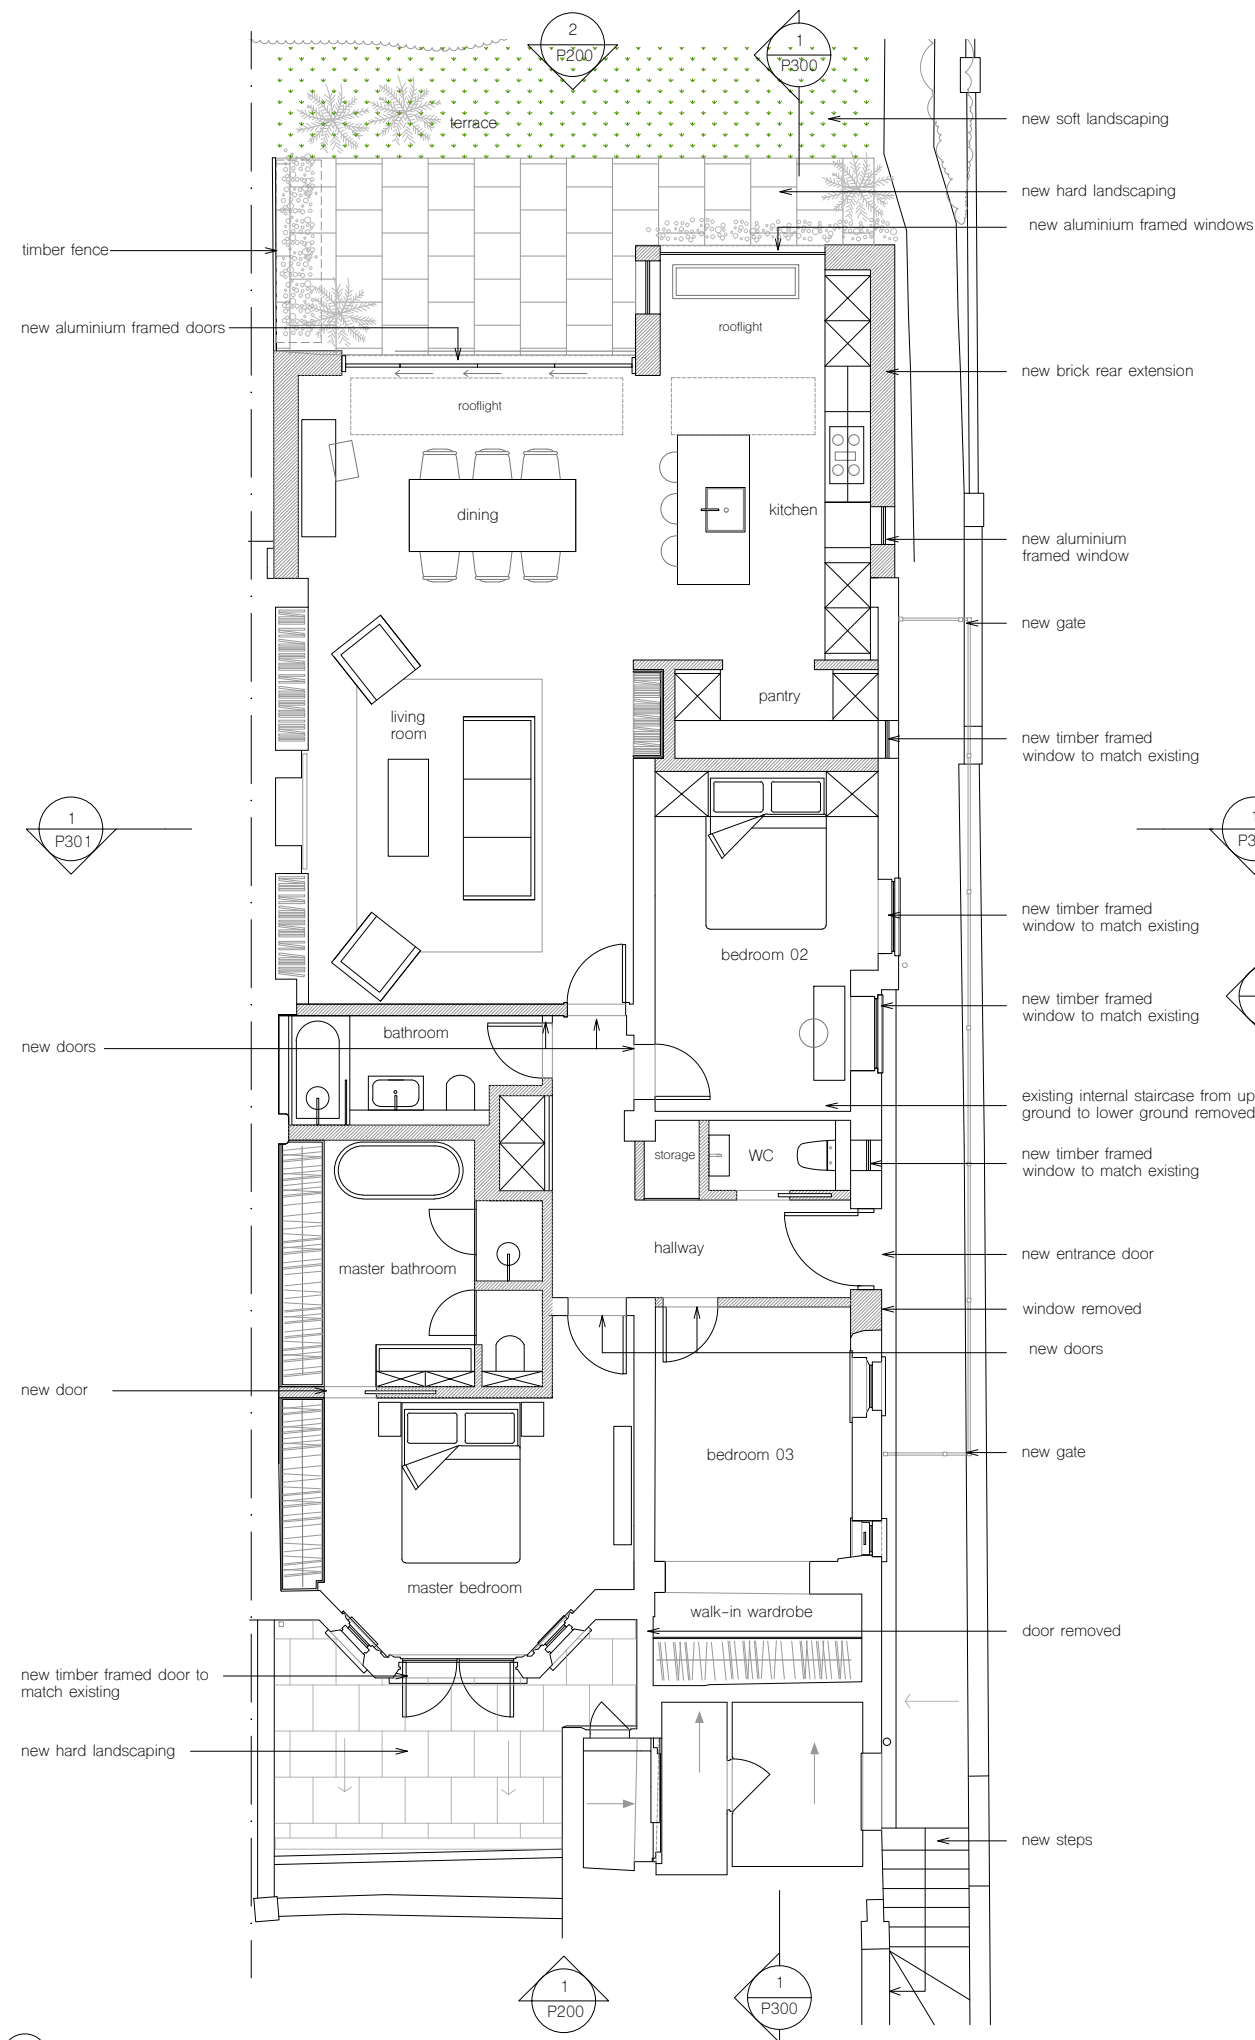 2
P200
1
P300
terrace
new soft landscaping
new hard landscaping
new aluminium framed windows
timber fence
new aluminium framed doors
rooflight
new brick rear extension
rooflight
dining
kitchen
new aluminium
framed window
new gate
pantry
living
room
new timber framed
window to match existing
1
P301
new timber framed
window to match existing
bedroom 02
new timber framed
window to match existing
bathroom
new doors
existing internal staircase from up
ground to lower ground removed
storage
WC
new timber framed
window to match existing
hallway
new entrance door
master bathroom
window removed
new doors
new door
bedroom 03
new gate
master bedroom
walk-in wardrobe
door removed
new timber framed door to
match existing
new hard landscaping
new steps
1
P200
1
P300